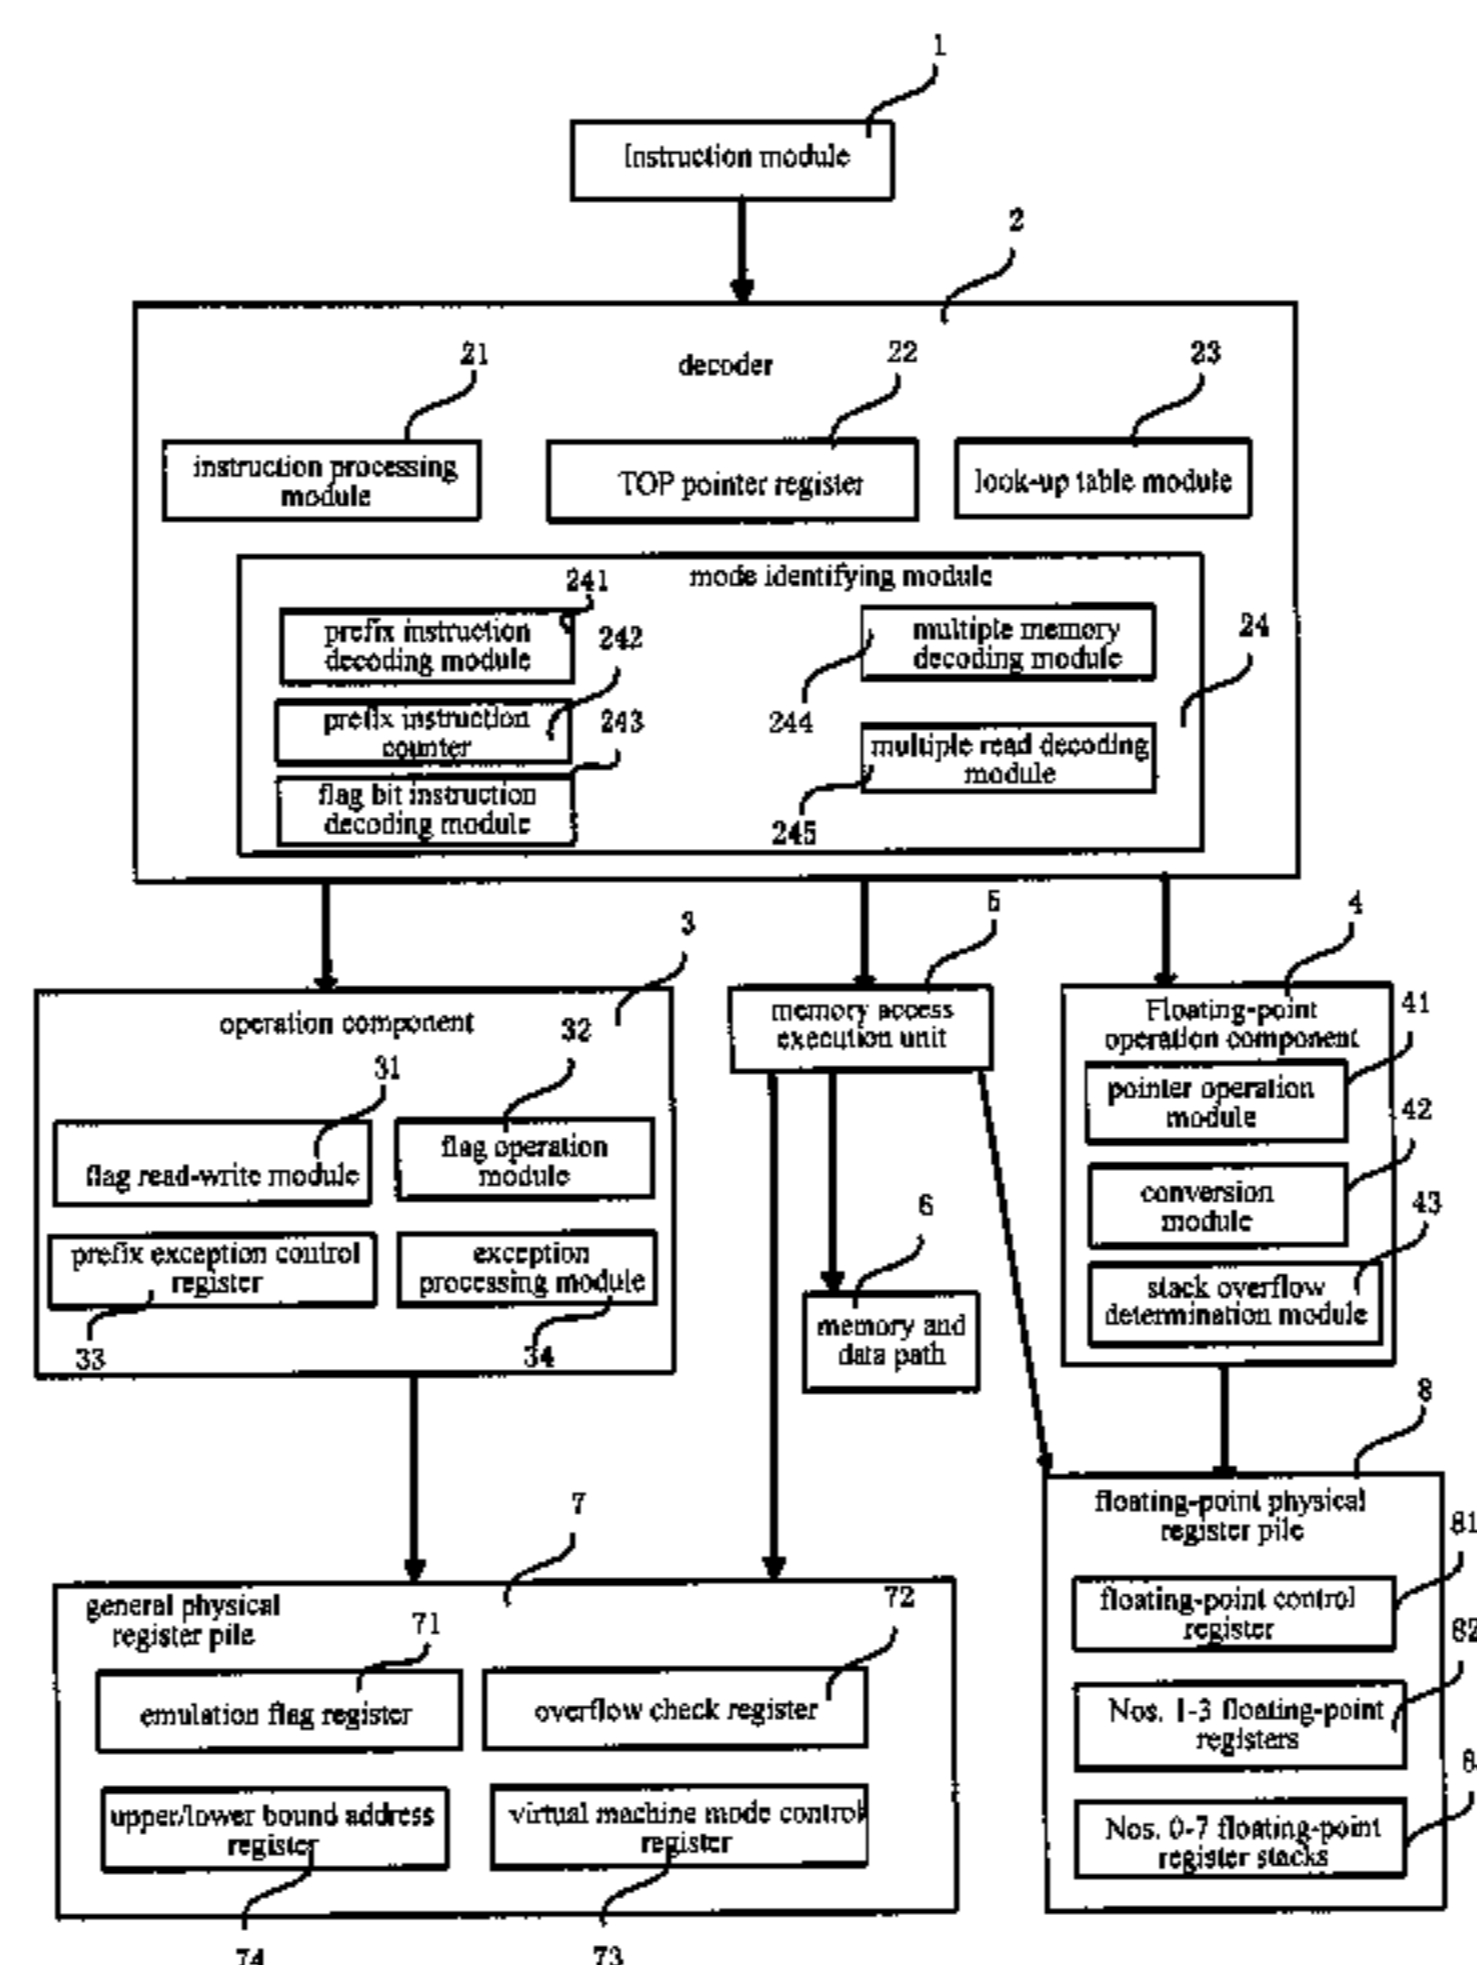 1
Instruction module
2
decoder
21
22
23
instruction processing
module
TOP pointer register
look-up table module
mode identifying module
241
prefix instruction
decoding module
242
prefix instruction
counter
243
flag bit instruction
decoding module
multiple memory
decoding module
244
24
multiple read decoding
module
245
3
operation component
31
32
flag read-write module
flag operation
module
prefix exception control
register
33
exception
processing module
34
5
memory access
execution unit
6
memory and
data path
4
Floating-point
operation component
41
pointer operation
module
42
conversion
module
43
stack overflow
determination module
7
general physical
register pile
71
72
emulation flag register
overflow check register
upper/lower bound address
register
virtual machine mode control
register
74
73
8
floating-point physical
register pile
81
floating-point control
register
82
Nos. 1-3 floating-point
registers
Nos. 0-7 floating-point
register stacks